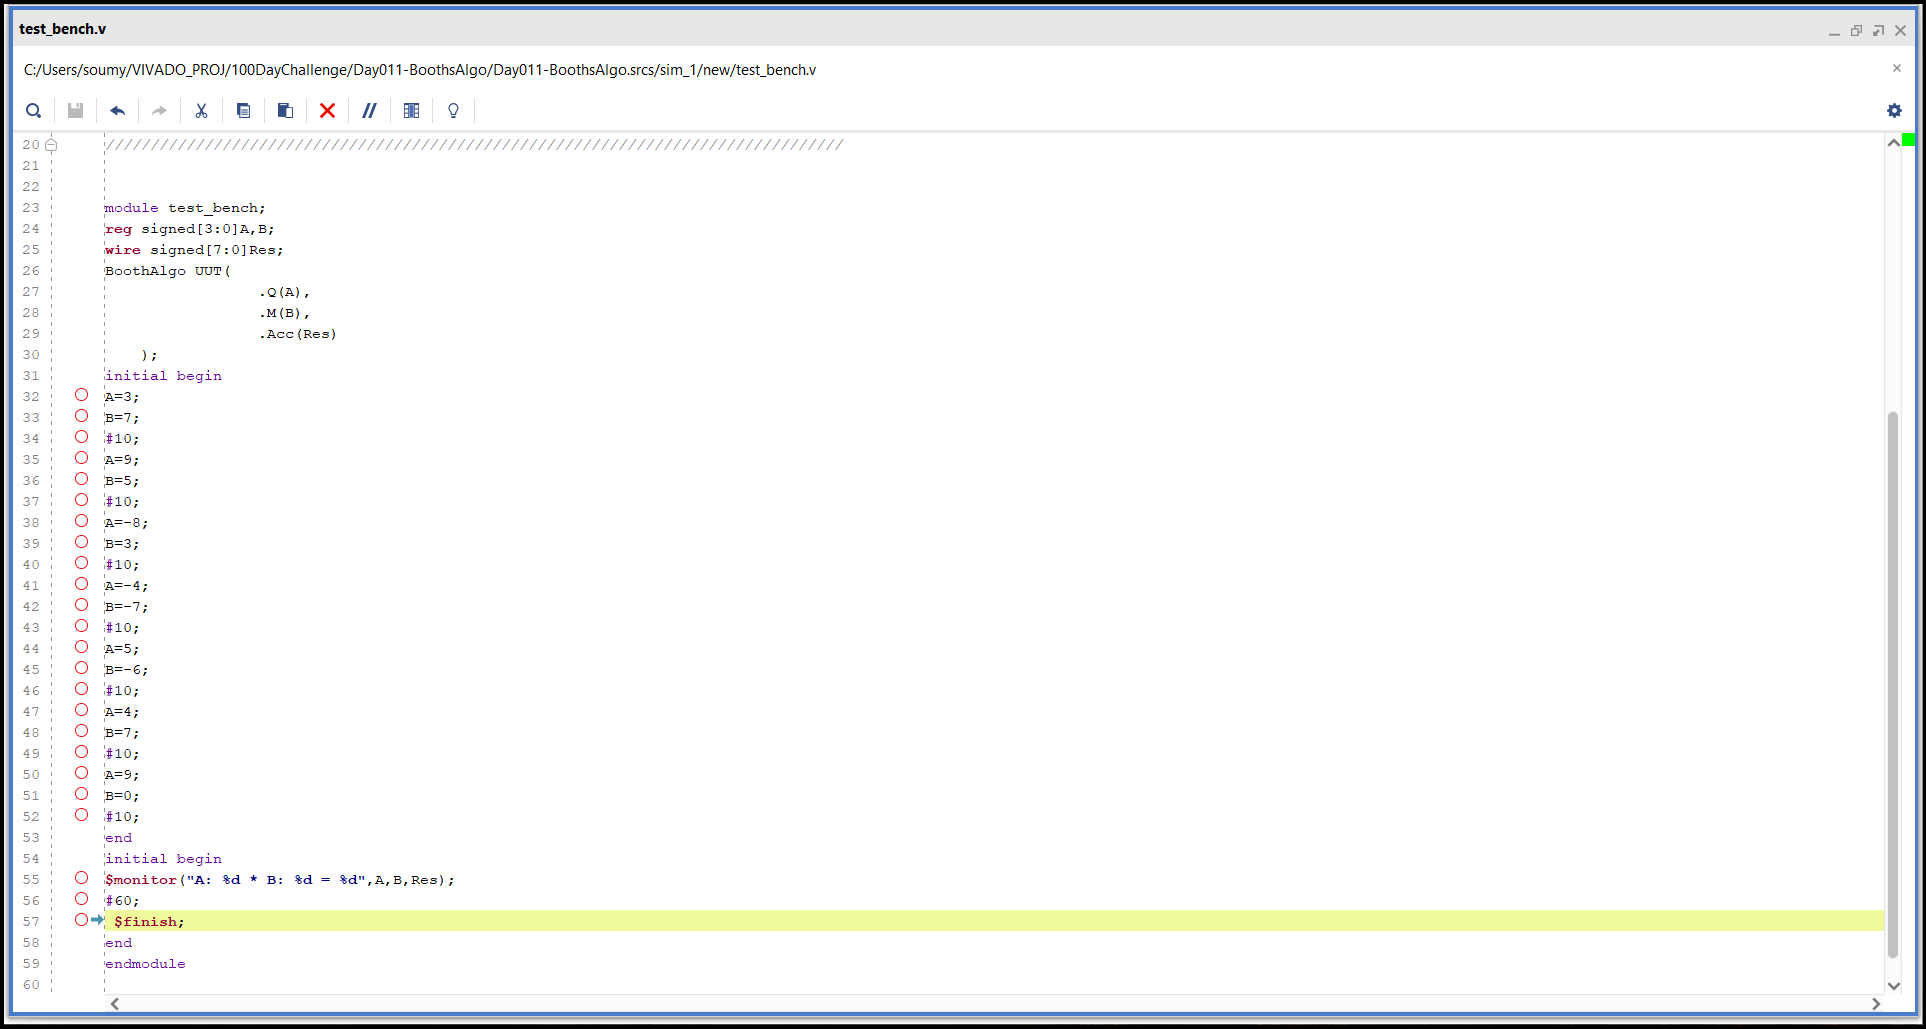 test_bench.v
C:/Users/soumy/VIVADO_PROJ/100DayChallenge/Day011-BoothsAlgo/Day011-BoothsAlgo.srcs/sim_1/new/test_bench.v
20 //////////////////////////////////////////////////////////////////////////////////
21
22
23 module test_bench;
24 reg signed[3:0]A,B;
25 wire signed[7:0]Res;
26 BoothAlgo UUT(
27 .Q(A),
28 .M(B),
29 .Acc(Res)
30 );
31 initial begin
32 A=3;
33 B=7;
34 #10;
35 A=9;
36 B=5;
37 #10;
38 A=-8;
39 B=3;
40 #10;
41 A=-4;
42 B=-7;
43 #10;
44 A=5;
45 B=-6;
46 #10;
47 A=4;
48 B=7;
49 #10;
50 A=9;
51 B=0;
52 #10;
53 end
54 initial begin
55 $monitor("A: %d * B: %d = %d",A,B,Res);
56 #60;
57 $finish;
58 end
59 endmodule
60